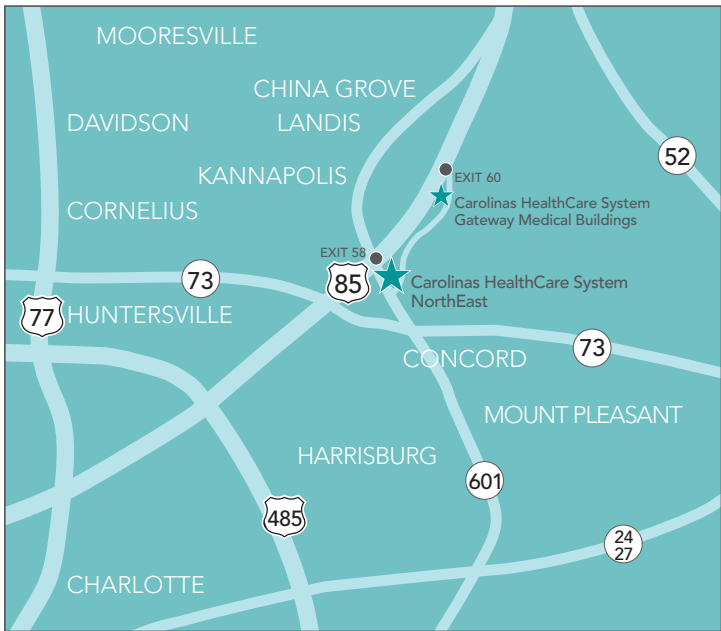 MOORESVILLE
CHINA GROVE
DAVIDSON
LANDIS
52
KANNAPOLIS
EXIT 60
Carolinas HealthCare System
Gateway Medical Buildings
CORNELIUS
EXIT 58
73
85
Carolinas HealthCare System
NorthEast
77
HUNTERSVILLE
73
CONCORD
MOUNT PLEASANT
HARRISBURG
601
485
24
27
CHARLOTTE